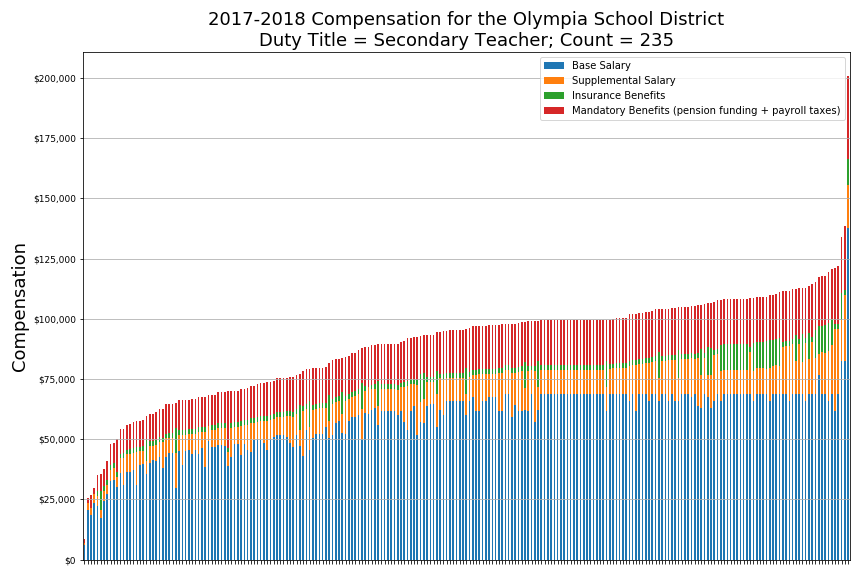 2017-2018 Compensation for the Olympia School District
Duty Title = Secondary Teacher; Count = 235
Base Salary
Supplemental Salary
Insurance Benefits
Mandatory Benefits (pension funding + payroll taxes)
Compensation
$200,000
$175,000
$150,000
$125,000
$100,000
$75,000
$50,000
$25,000
$0